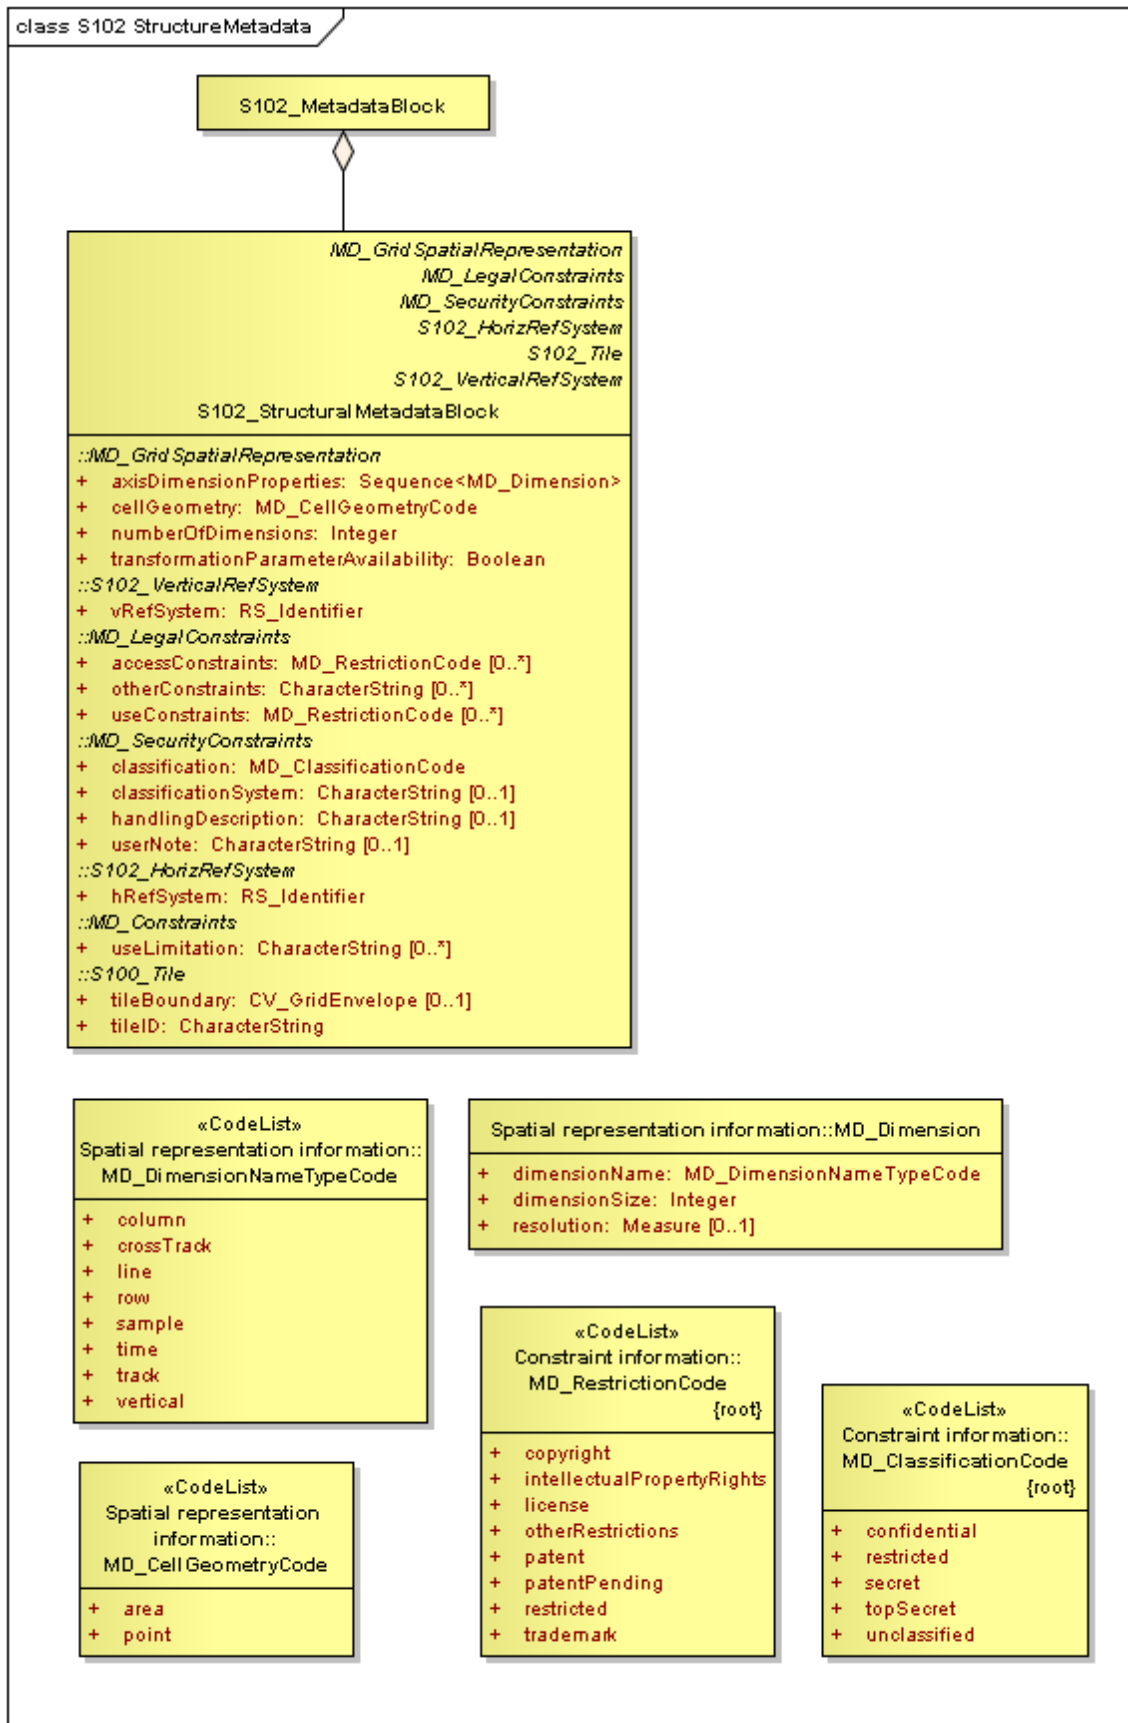 class S102 StructureMetadata
S102_MetadataBlock
MD_GridSpatialRepresentation
MD_LegalConstraints
MD_SecurityConstraints
S102_HorizRefSystem
S102_Tile
S102_VerticalRefSystem
S102_StructuralMetadataBlock
::MD_GridSpatialRepresentation
+ axisDimensionProperties: Sequence<MD_Dimension>
+ cellGeometry: MD_CellGeometryCode
+ numberOfDimensions: Integer
+ transformationParameterAvailability: Boolean
::S102_VerticalRefSystem
+ vRefSystem: RS_Identifier
::MD_LegalConstraints
+ accessConstraints: MD_RestrictionCode [0..*]
+ otherConstraints: CharacterString [0..*]
+ useConstraints: MD_RestrictionCode [0..*]
::MD_SecurityConstraints
+ classification: MD_ClassificationCode
+ classificationSystem: CharacterString [0..1]
+ handlingDescription: CharacterString [0..1]
+ userNote: CharacterString [0..1]
::S102_HorizRefSystem
+ hRefSystem: RS_Identifier
::MD_Constraints
+ useLimitation: CharacterString [0..*]
::S100_Tile
+ tileBoundary: CV_GridEnvelope [0..1]
+ tileID: CharacterString
«CodeList»
Spatial representation information::
MD_DimensionNameTypeCode
+ column
+ crossTrack
+ line
+ row
+ sample
+ time
+ track
+ vertical
Spatial representation information::MD_Dimension
+ dimensionName: MD_DimensionNameTypeCode
+ dimensionSize: Integer
+ resolution: Measure [0..1]
«CodeList»
Spatial representation
information::
MD_CellGeometryCode
+ area
+ point
«CodeList»
Constraint information::
MD_RestrictionCode
{root}
+ copyright
+ intellectualPropertyRights
+ license
+ otherRestrictions
+ patent
+ patentPending
+ restricted
+ trademark
«CodeList»
Constraint information::
MD_ClassificationCode
{root}
+ confidential
+ restricted
+ secret
+ topSecret
+ unclassified